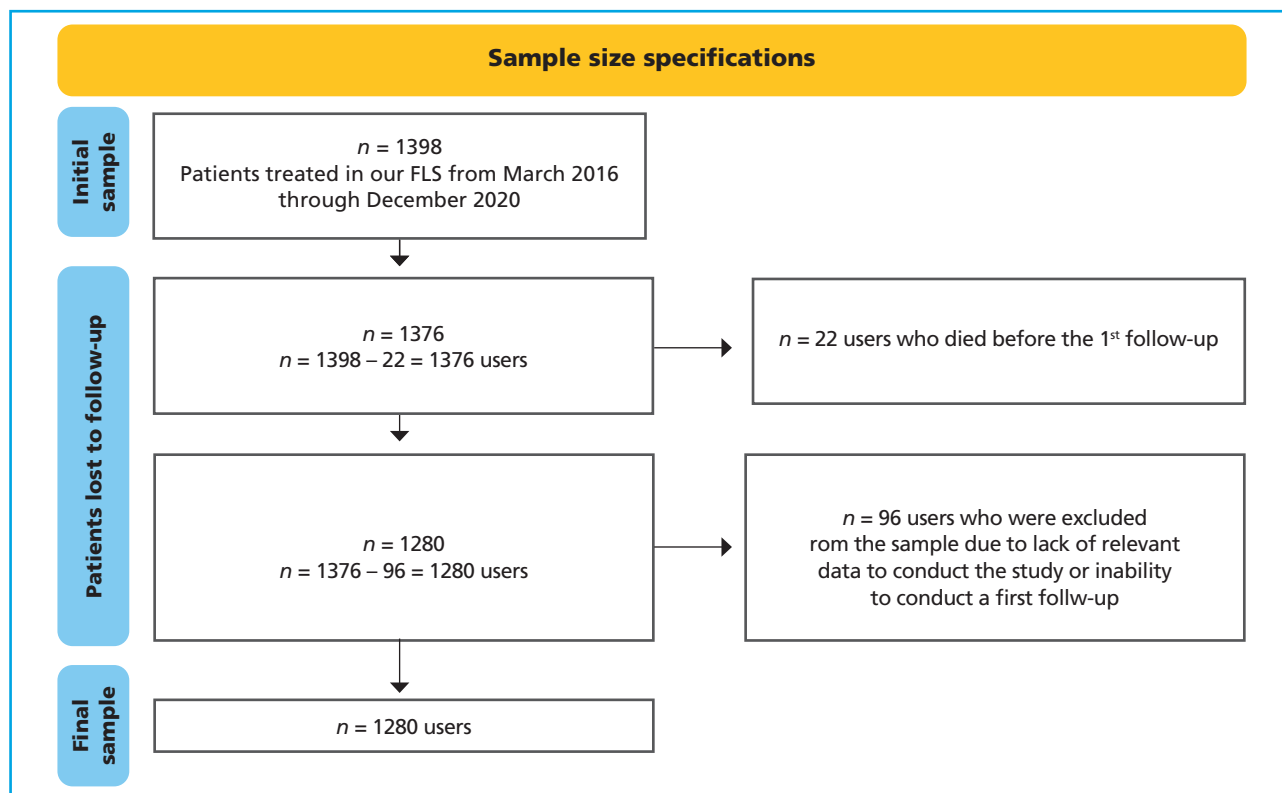 Sample size specifications
Initial
sample
n = 1398
Patients treated in our FLS from March 2016
through December 2020
Patients lost to follow-up
n = 1376
n = 1398 – 22 = 1376 users
n = 22 users who died before the 1st follow-up
n = 1280
n = 1376 – 96 = 1280 users
n = 96 users who were excluded
rom the sample due to lack of relevant
data to conduct the study or inability
to conduct a first follw-up
Final
sample
n = 1280 users